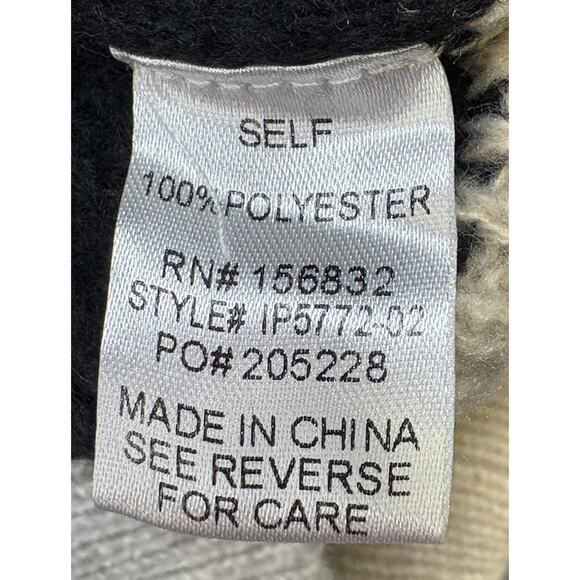 SELF
100% POLYESTER
RN# 156832
STYLE# IP5772-02
PO# 205228
MADE IN CHINA
SEE REVERSE
FOR CARE